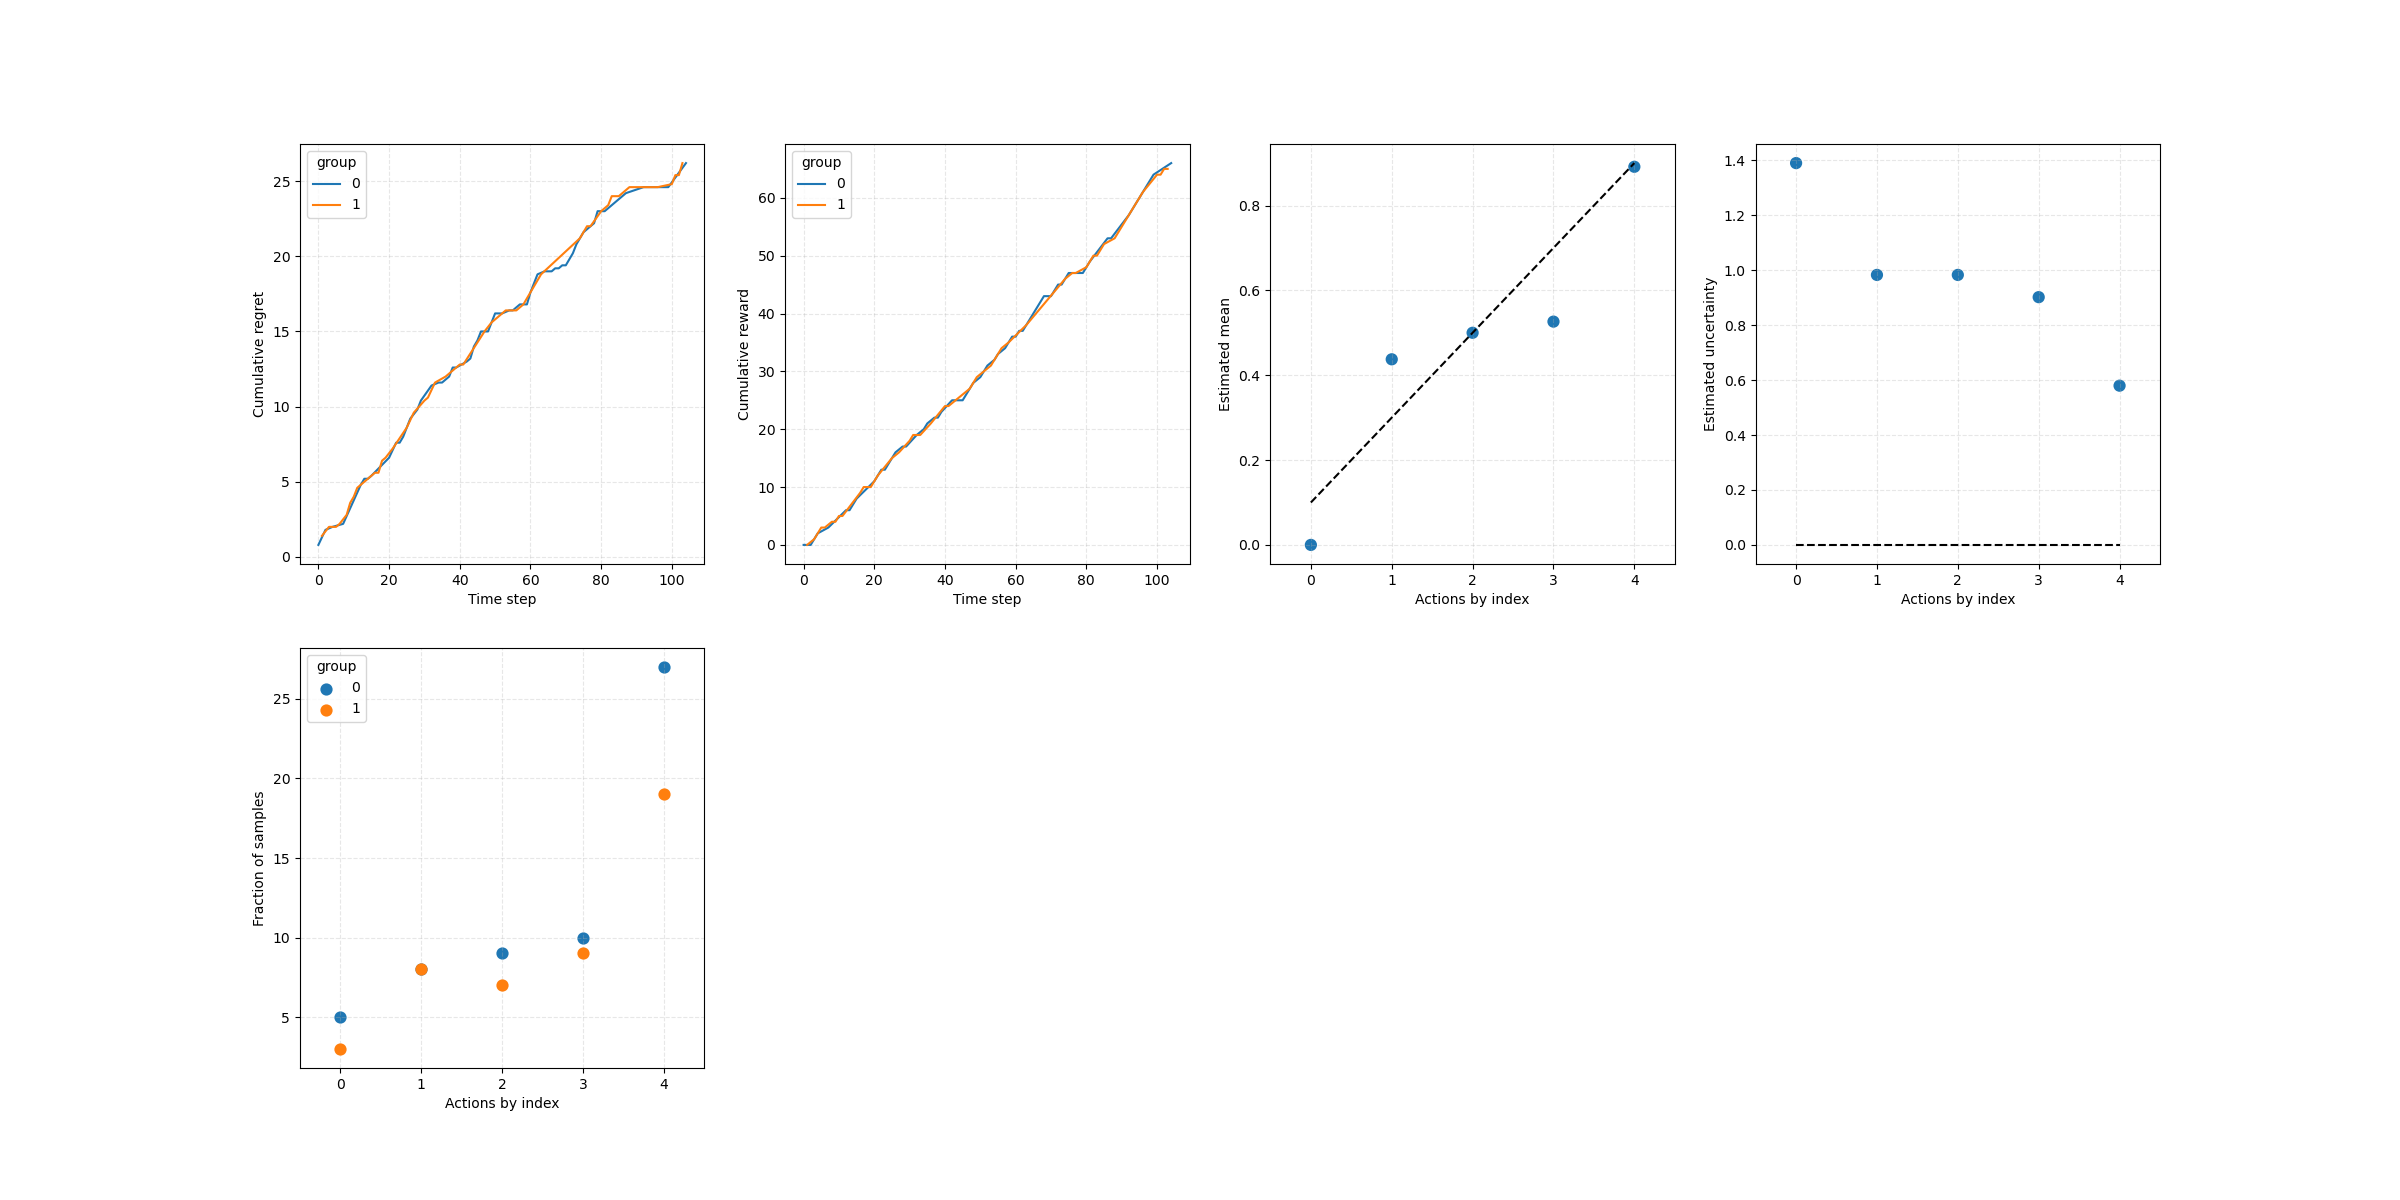 group
0
1
25
20
15
10
5
0
Cumulative regret
0 20 40 60 80 100
Time step
group
0
1
60
50
40
30
20
10
0
Cumulative reward
0 20 40 60 80 100
Time step
0.8
0.6
0.4
0.2
0.0
Estimated mean
0 1 2 3 4
Actions by index
1.4
1.2
1.0
0.8
0.6
0.4
0.2
0.0
Estimated uncertainty
0 1 2 3 4
Actions by index
group
0
1
25
20
15
10
5
Fraction of samples
0 1 2 3 4
Actions by index